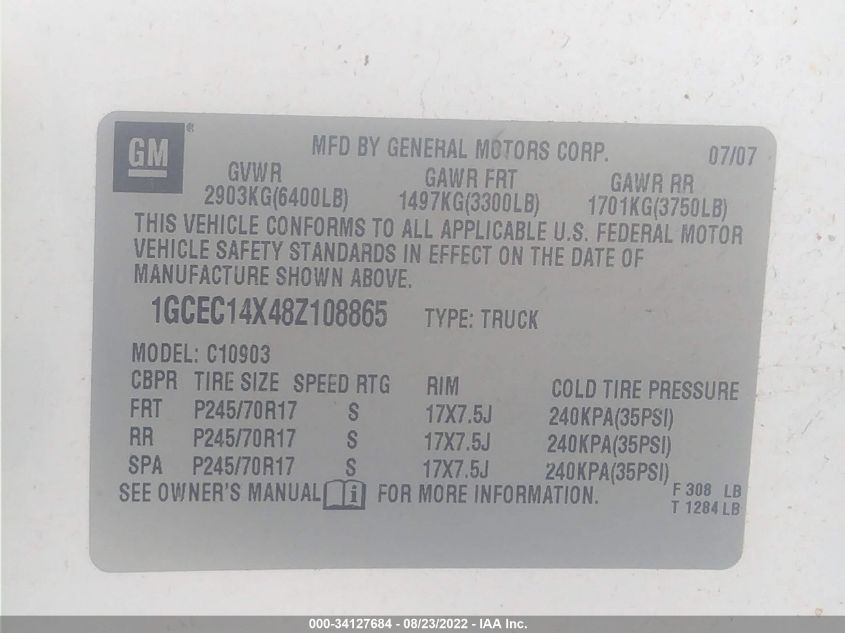 GM®
MFD BY GENERAL MOTORS CORP. 07/07
GVWR GAWR FRT GAWR RR
2903KG(6400LB) 1497KG(3300LB) 1701KG(3750LB)
THIS VEHICLE CONFORMS TO ALL APPLICABLE U.S. FEDERAL MOTOR
VEHICLE SAFETY STANDARDS IN EFFECT ON THE DATE OF
MANUFACTURE SHOWN ABOVE.
1GCEC14X48Z108865 TYPE: TRUCK
MODEL: C10903
CBPR TIRE SIZE SPEED RTG RIM COLD TIRE PRESSURE
FRT P245/70R17 S 17X7.5J 240KPA(35PSI)
RR P245/70R17 S 17X7.5J 240KPA(35PSI)
SPA P245/70R17 S 17X7.5J 240KPA(35PSI)
SEE OWNER'S MANUAL i FOR MORE INFORMATION. F 308 LB
T 1284 LB
000-34127684 - 08/23/2022 - IAA Inc.